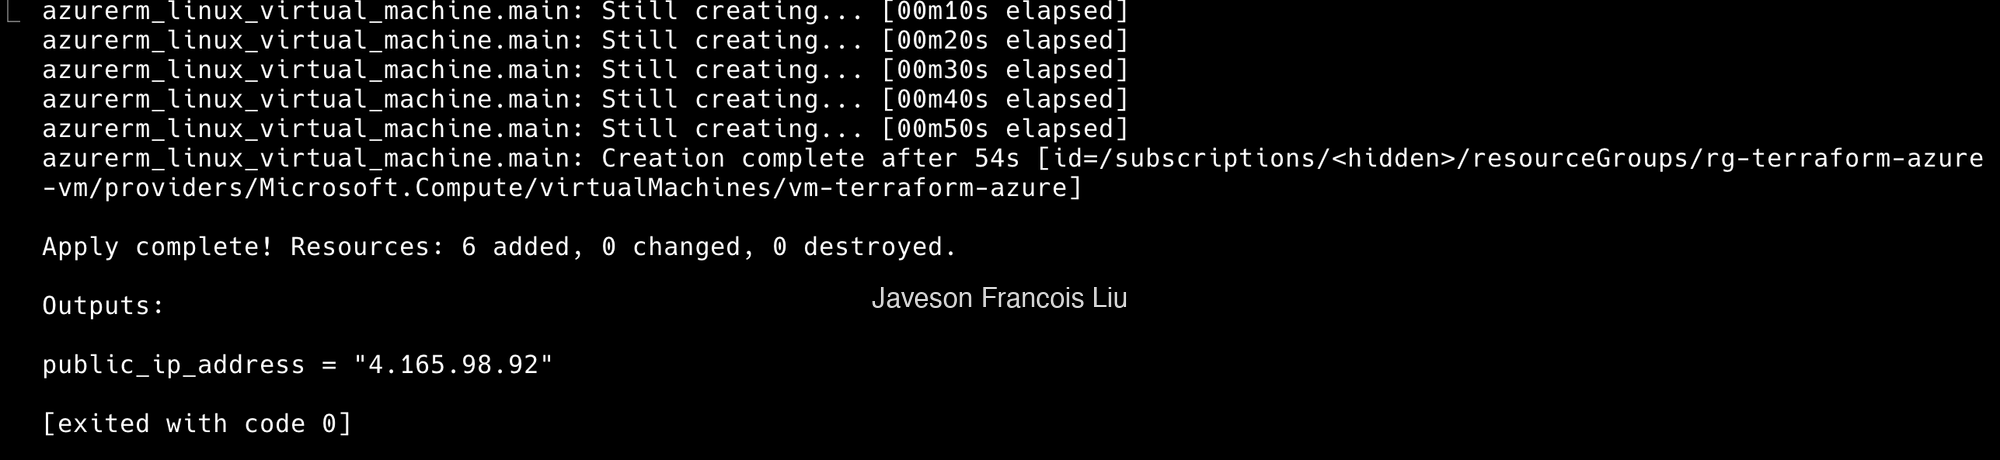 azurerm_linux_virtual_machine.main: Still creating... [00m10s elapsed]
azurerm_linux_virtual_machine.main: Still creating... [00m20s elapsed]
azurerm_linux_virtual_machine.main: Still creating... [00m30s elapsed]
azurerm_linux_virtual_machine.main: Still creating... [00m40s elapsed]
azurerm_linux_virtual_machine.main: Still creating... [00m50s elapsed]
azurerm_linux_virtual_machine.main: Creation complete after 54s [id=/subscriptions/<hidden>/resourceGroups/rg-terraform-azure
-vm/providers/Microsoft.Compute/virtualMachines/vm-terraform-azure]
Apply complete! Resources: 6 added, 0 changed, 0 destroyed.
Javeson Francois Liu
Outputs:
public_ip_address = "4.165.98.92"
[exited with code 0]